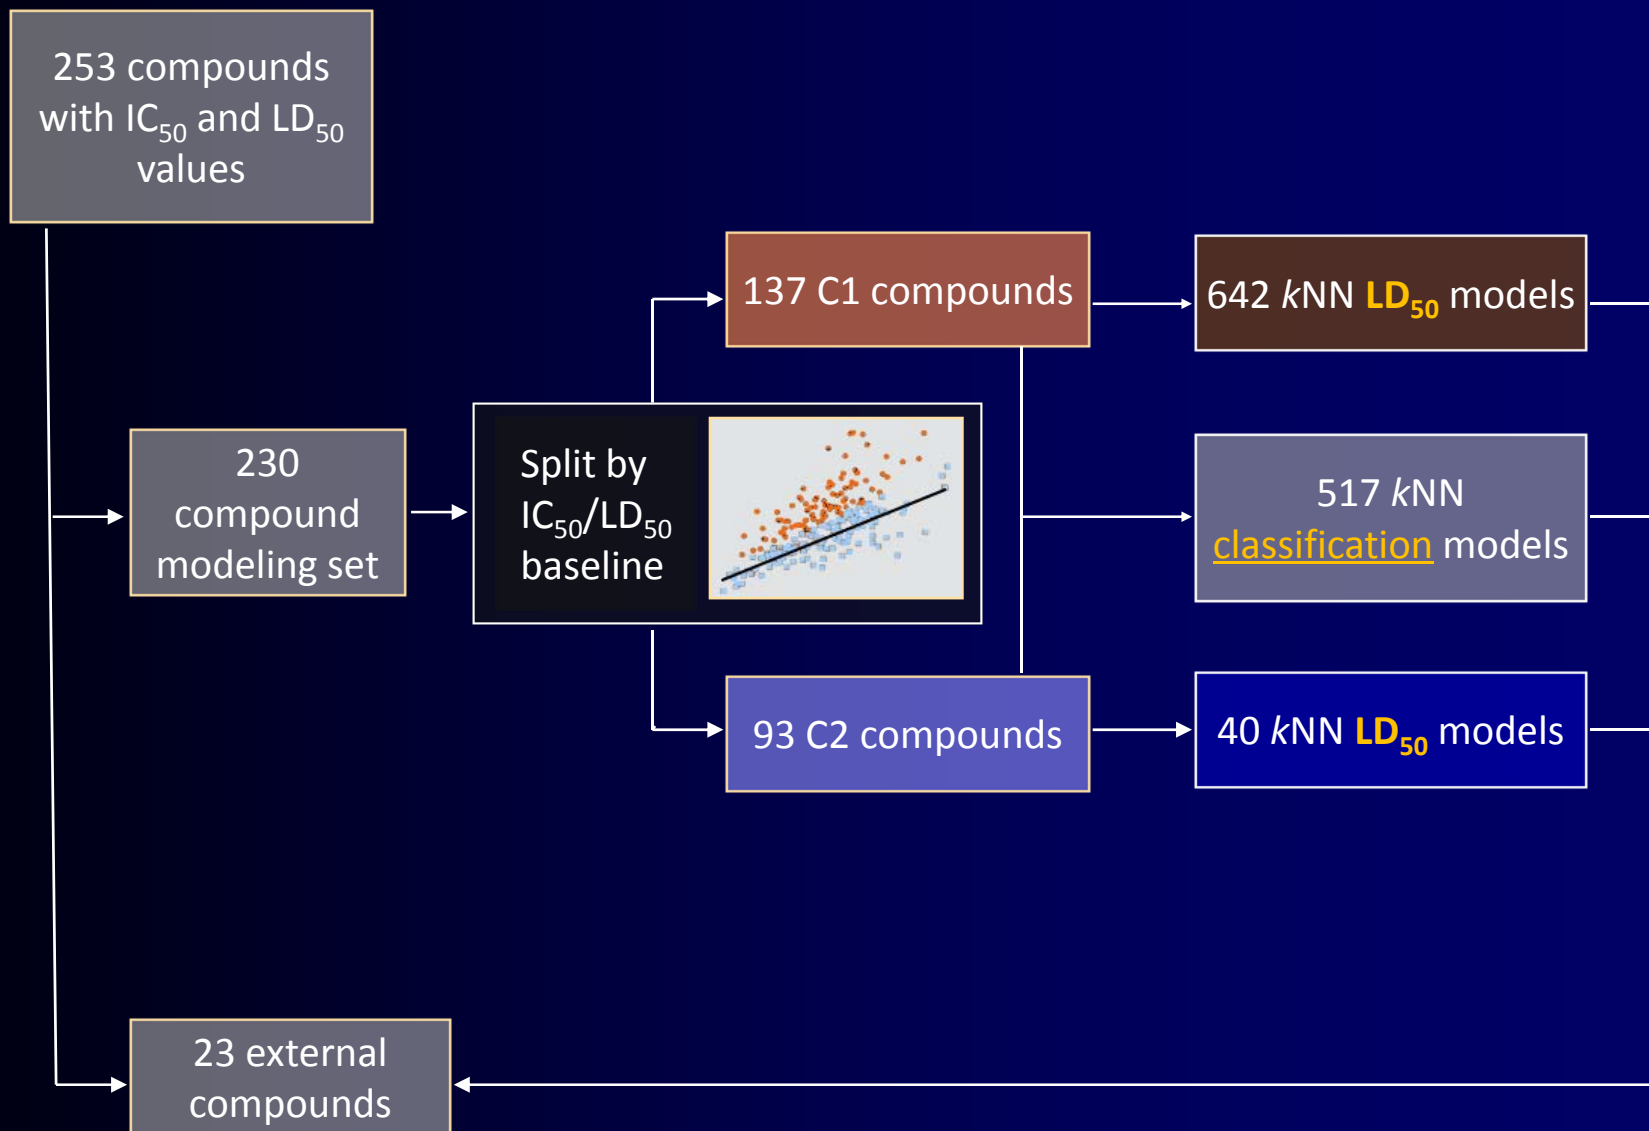 253 compounds
with IC₅₀ and LD₅₀
values
137 C1 compounds
642 kNN LD₅₀ models
230
compound
modeling set
Split by
IC₅₀/LD₅₀
baseline
517 kNN
classification models
93 C2 compounds
40 kNN LD₅₀ models
23 external
compounds